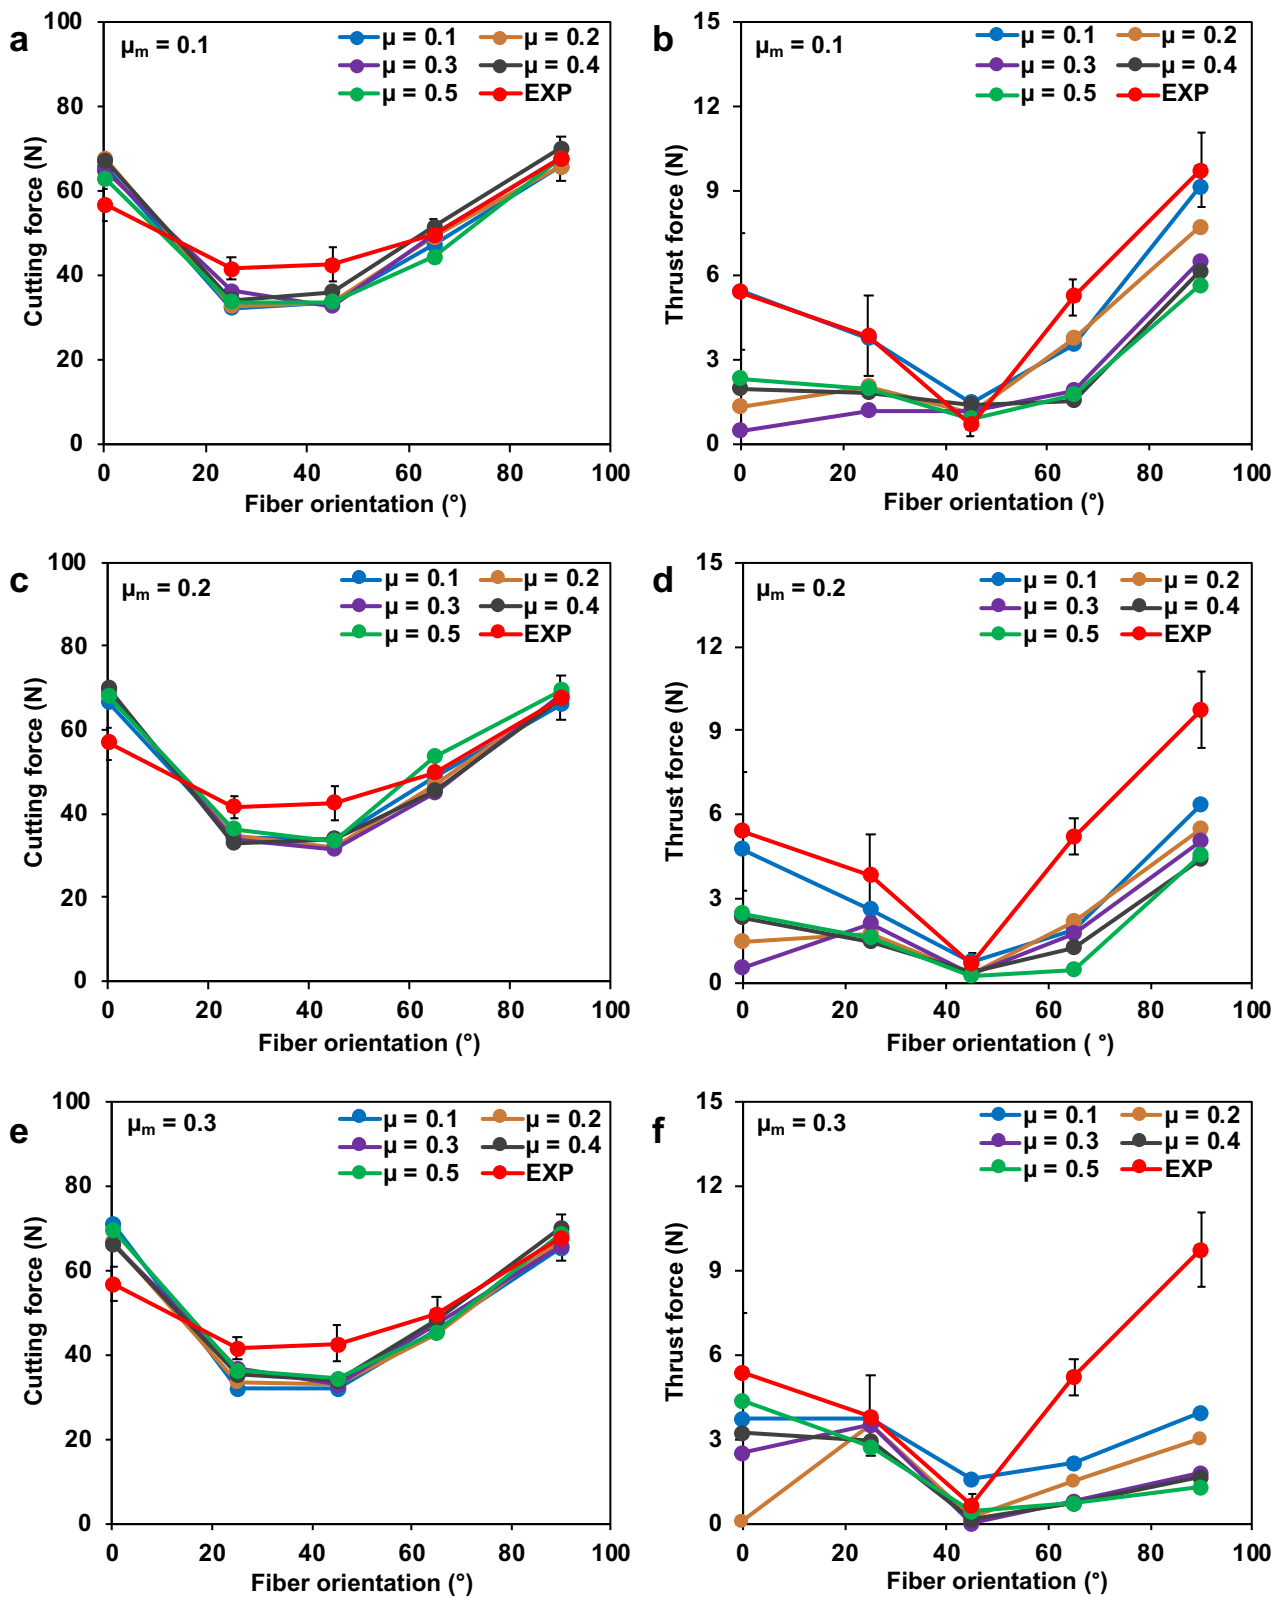 a
μm = 0.1
μ = 0.1
μ = 0.2
μ = 0.3
μ = 0.4
μ = 0.5
EXP
100
80
60
40
20
0
Cutting force (N)
0 20 40 60 80 100
Fiber orientation (°)
b
μm = 0.1
μ = 0.1
μ = 0.2
μ = 0.3
μ = 0.4
μ = 0.5
EXP
15
12
9
6
3
0
Thrust force (N)
0 20 40 60 80 100
Fiber orientation (°)
c
μm = 0.2
μ = 0.1
μ = 0.2
μ = 0.3
μ = 0.4
μ = 0.5
EXP
100
80
60
40
20
0
Cutting force (N)
0 20 40 60 80 100
Fiber orientation (°)
d
μm = 0.2
μ = 0.1
μ = 0.2
μ = 0.3
μ = 0.4
μ = 0.5
EXP
15
12
9
6
3
0
Thrust force (N)
0 20 40 60 80 100
Fiber orientation ( °)
e
μm = 0.3
μ = 0.1
μ = 0.2
μ = 0.3
μ = 0.4
μ = 0.5
EXP
100
80
60
40
20
0
Cutting force (N)
0 20 40 60 80 100
Fiber orientation (°)
f
μm = 0.3
μ = 0.1
μ = 0.2
μ = 0.3
μ = 0.4
μ = 0.5
EXP
15
12
9
6
3
0
Thrust force (N)
0 20 40 60 80 100
Fiber orientation (°)